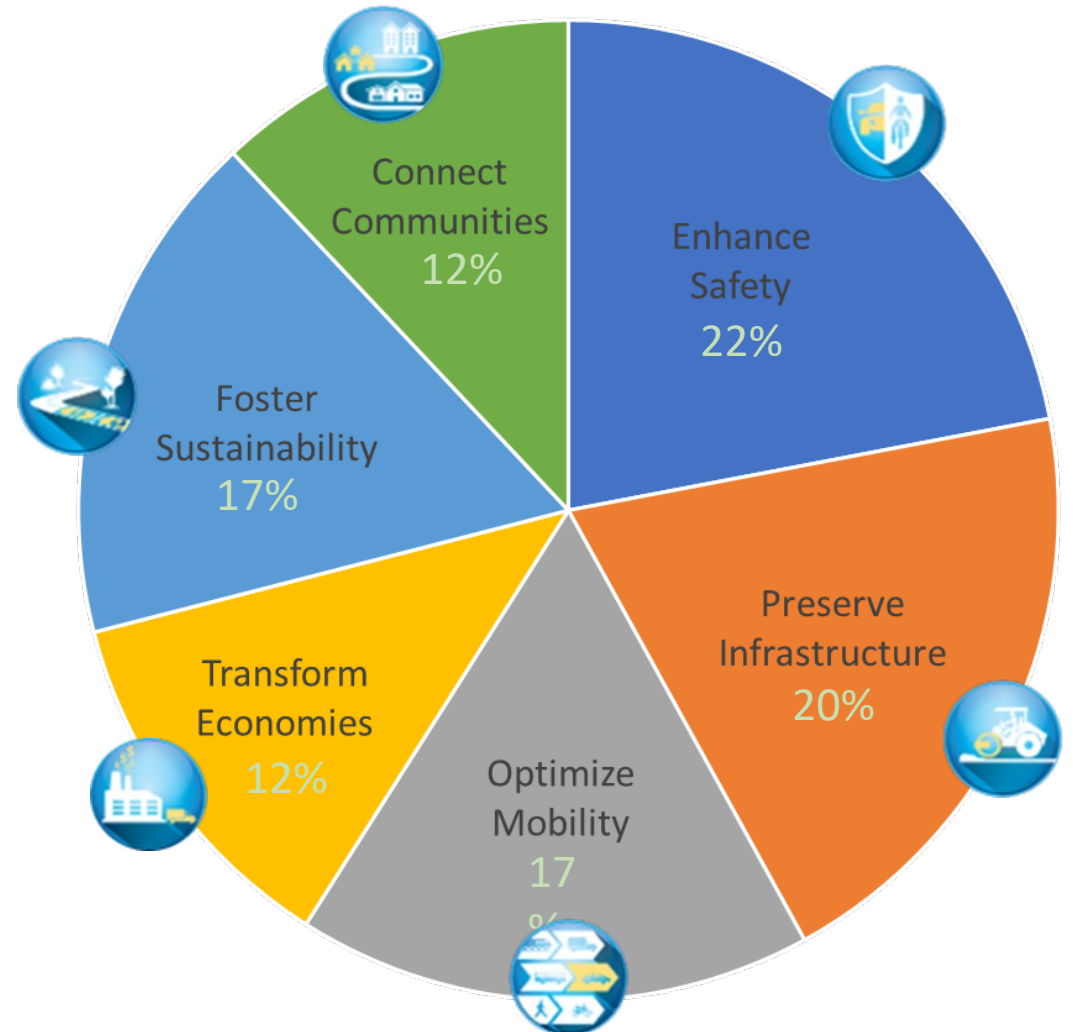 Connect
Communities
12%
Enhance
Safety
22%
Foster
Sustainability
17%
Preserve
Infrastructure
20%
Transform
Economies
12%
Optimize
Mobility
17
%